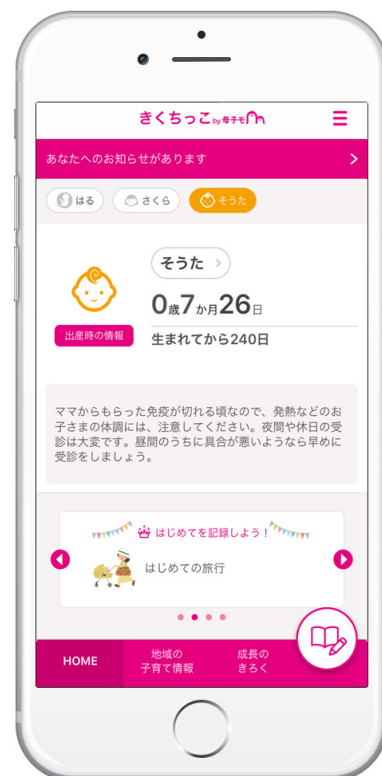 きくちっこ by 母子モ
あなたへのお知らせがあります
はる さくら そうた
そうた
0歳7か月26日
出産時の情報
生まれてから240日
ママからもらった免疫が切れる頃なので、発熱などのお
子さまの体調には、注意してください。夜間や休日の受
診は大変です。昼間のうちに具合が悪いようなら早めに
受診をしましょう。
はじめてを記録しよう!
はじめての旅行
HOME
地域の
子育て情報
成長の
きろく